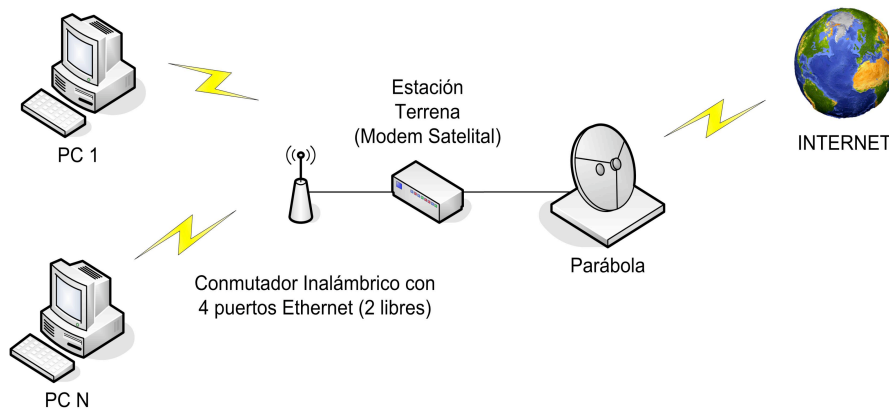 PC 1
Estación
Terrena
(Modem Satelital)
INTERNET
Parábola
Conmutador Inalámbrico con
4 puertos Ethernet (2 libres)
PC N